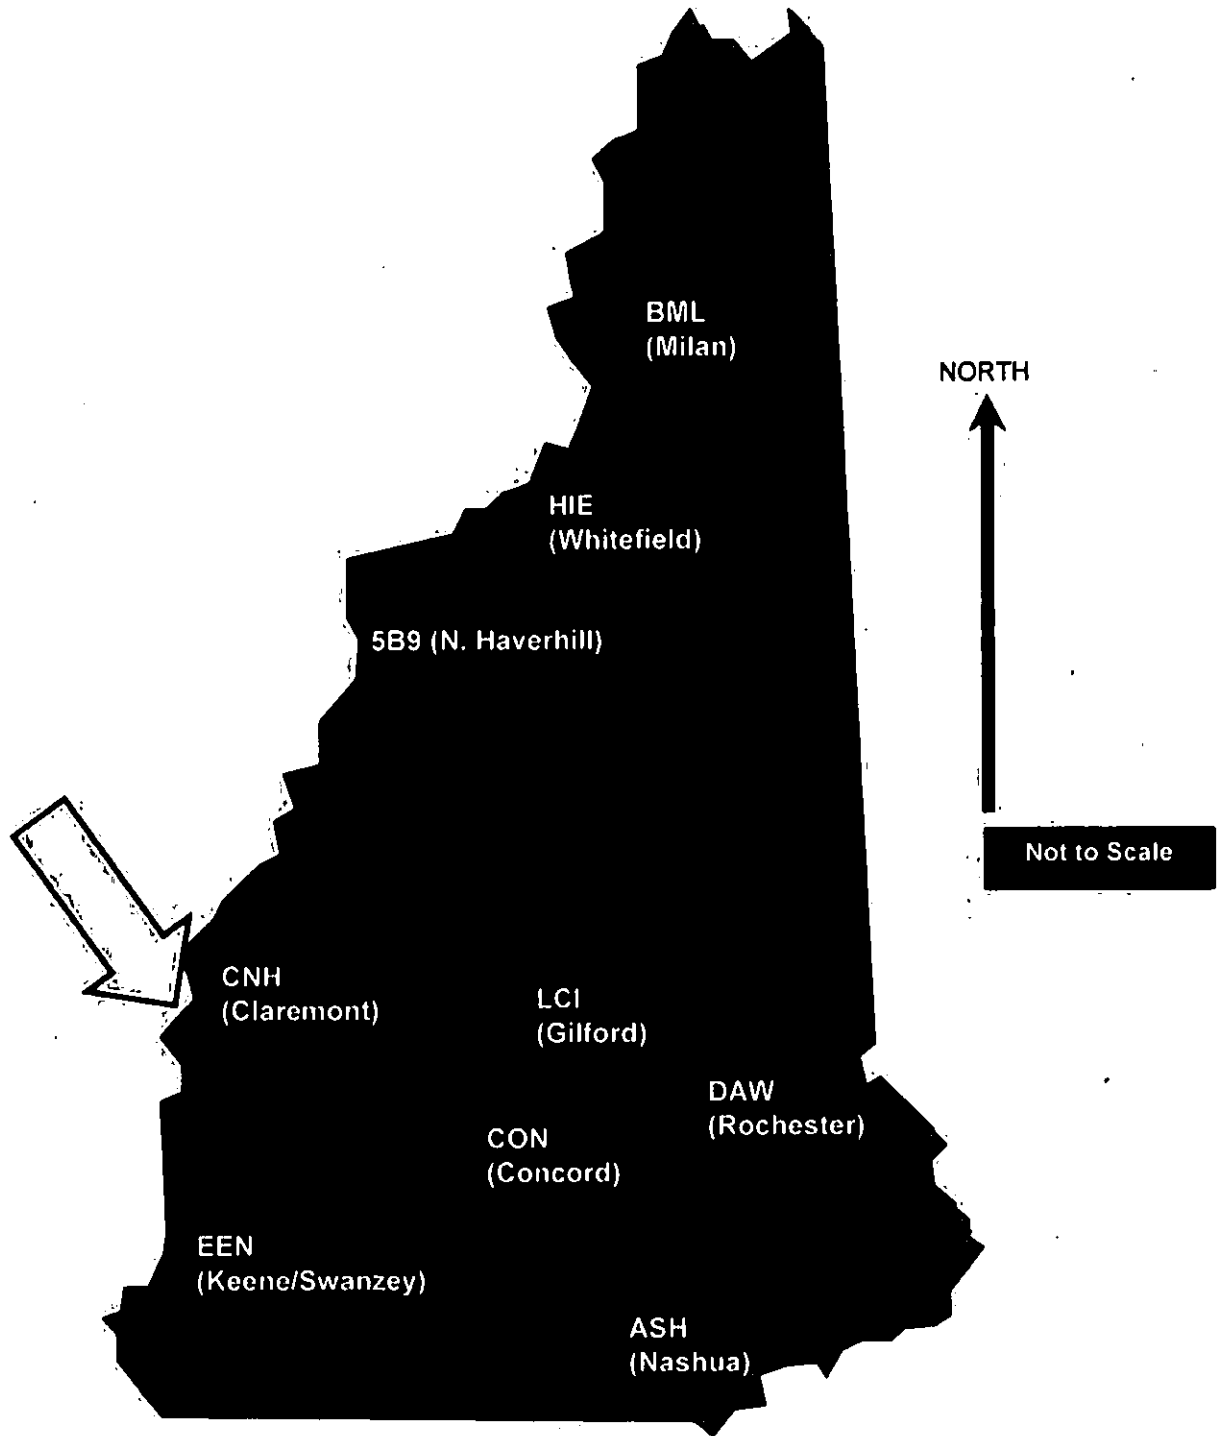 BML
(Milan)
NORTH
HIE
(Whitefield)
5B9 (N. Haverhill)
Not to Scale
CNH
(Claremont)
LCI
(Gilford)
DAW
(Rochester)
CON
(Concord)
EEN
(Keene/Swanzey)
ASH
(Nashua)